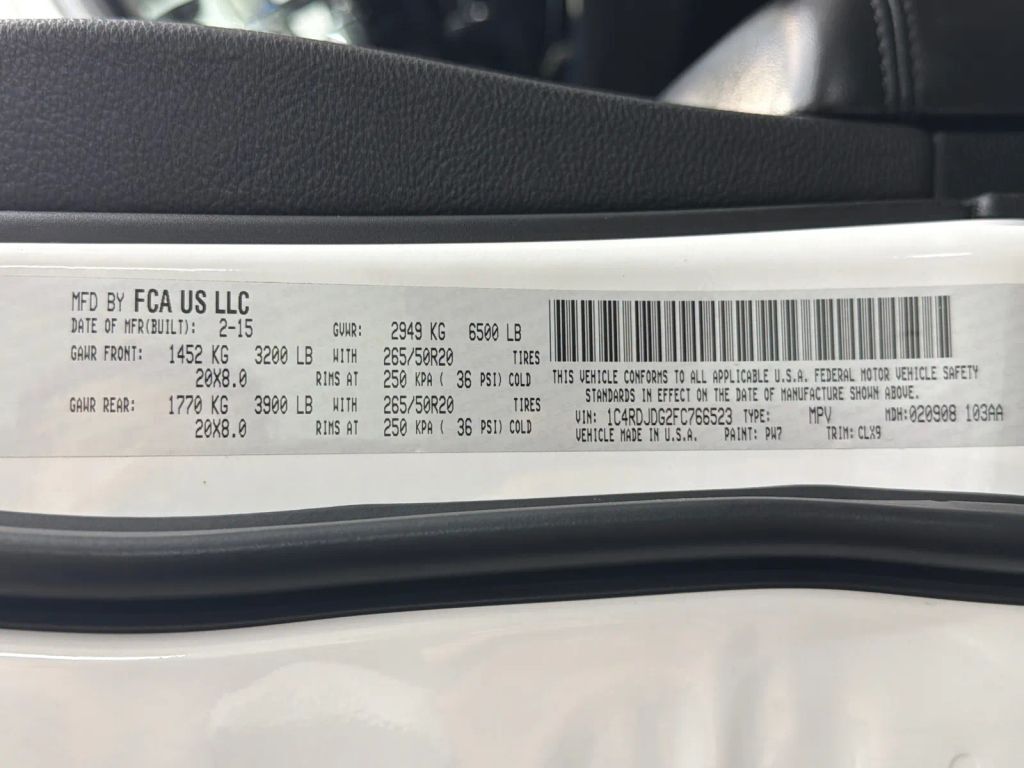 MFD BY FCA US LLC
DATE OF MFR(BUILT): 2-15 GVWR: 2949 KG 6500 LB
GAWR FRONT: 1452 KG 3200 LB WITH 265/50R20 TIRES
20X8.0 RIMS AT 250 KPA ( 36 PSI) COLD
GAWR REAR: 1770 KG 3900 LB WITH 265/50R20 TIRES
20X8.0 RIMS AT 250 KPA ( 36 PSI) COLD
THIS VEHICLE CONFORMS TO ALL APPLICABLE U.S.A. FEDERAL MOTOR VEHICLE SAFETY
STANDARDS IN EFFECT ON THE DATE OF MANUFACTURE SHOWN ABOVE.
VIN: 1C4RDJDG2FC766523 TYPE: MPV MDH:020908 103AA
VEHICLE MADE IN U.S.A. PAINT: PW7 TRIM: CLX9